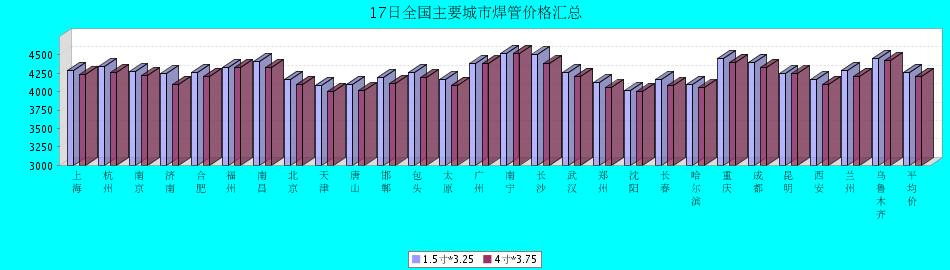 17日全国主要城市焊管价格汇总
4500
4250
4000
3750
3500
3250
3000
上海 杭州 南京 济南 合肥 福州 南昌 北京 天津 唐山 邯郸 包头 太原 广州 南宁 长沙 武汉 郑州 沈阳 长春 哈尔滨 重庆 成都 昆明 西安 兰州 乌鲁木齐 平均价
1.5寸*3.25 4寸*3.75